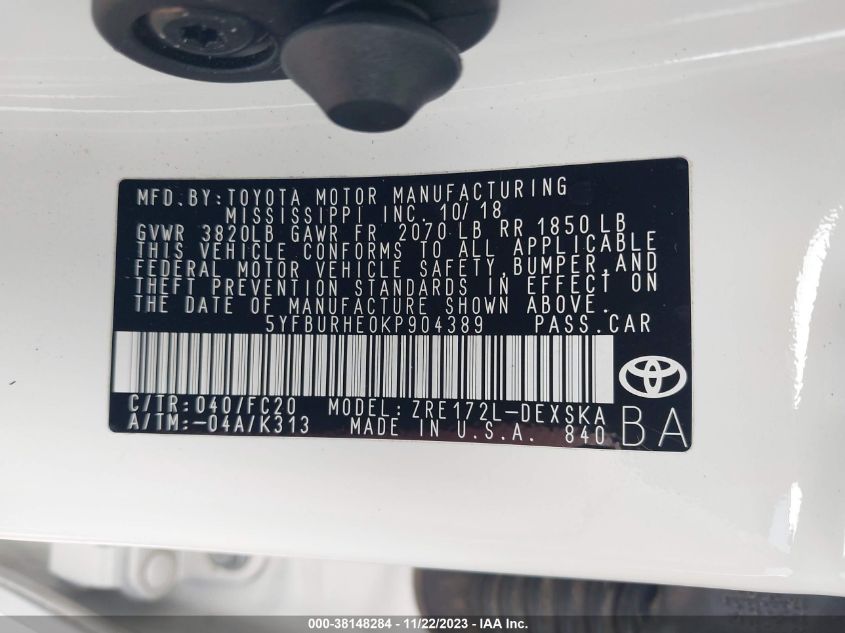 MFD.BY:TOYOTA MOTOR MANUFACTURING
MISSISSIPPI INC. 10/18
GVWR 3820LB GAWR FR 2070 LB RR 1850 LB
THIS VEHICLE CONFORMS TO ALL APPLICABLE
FEDERAL MOTOR VEHICLE SAFETY,BUMPER,AND
THEFT PREVENTION STANDARDS IN EFFECT ON
THE DATE OF MANUFACTURE SHOWN ABOVE.
5YFBURHE0KP904389 PASS.CAR
C/TR: 040/FC20 MODEL: ZRE172L-DEXSKA
A/TM:-04A/K313 MADE IN U.S.A. 840
BA
000-38148284 - 11/22/2023 - IAA Inc.